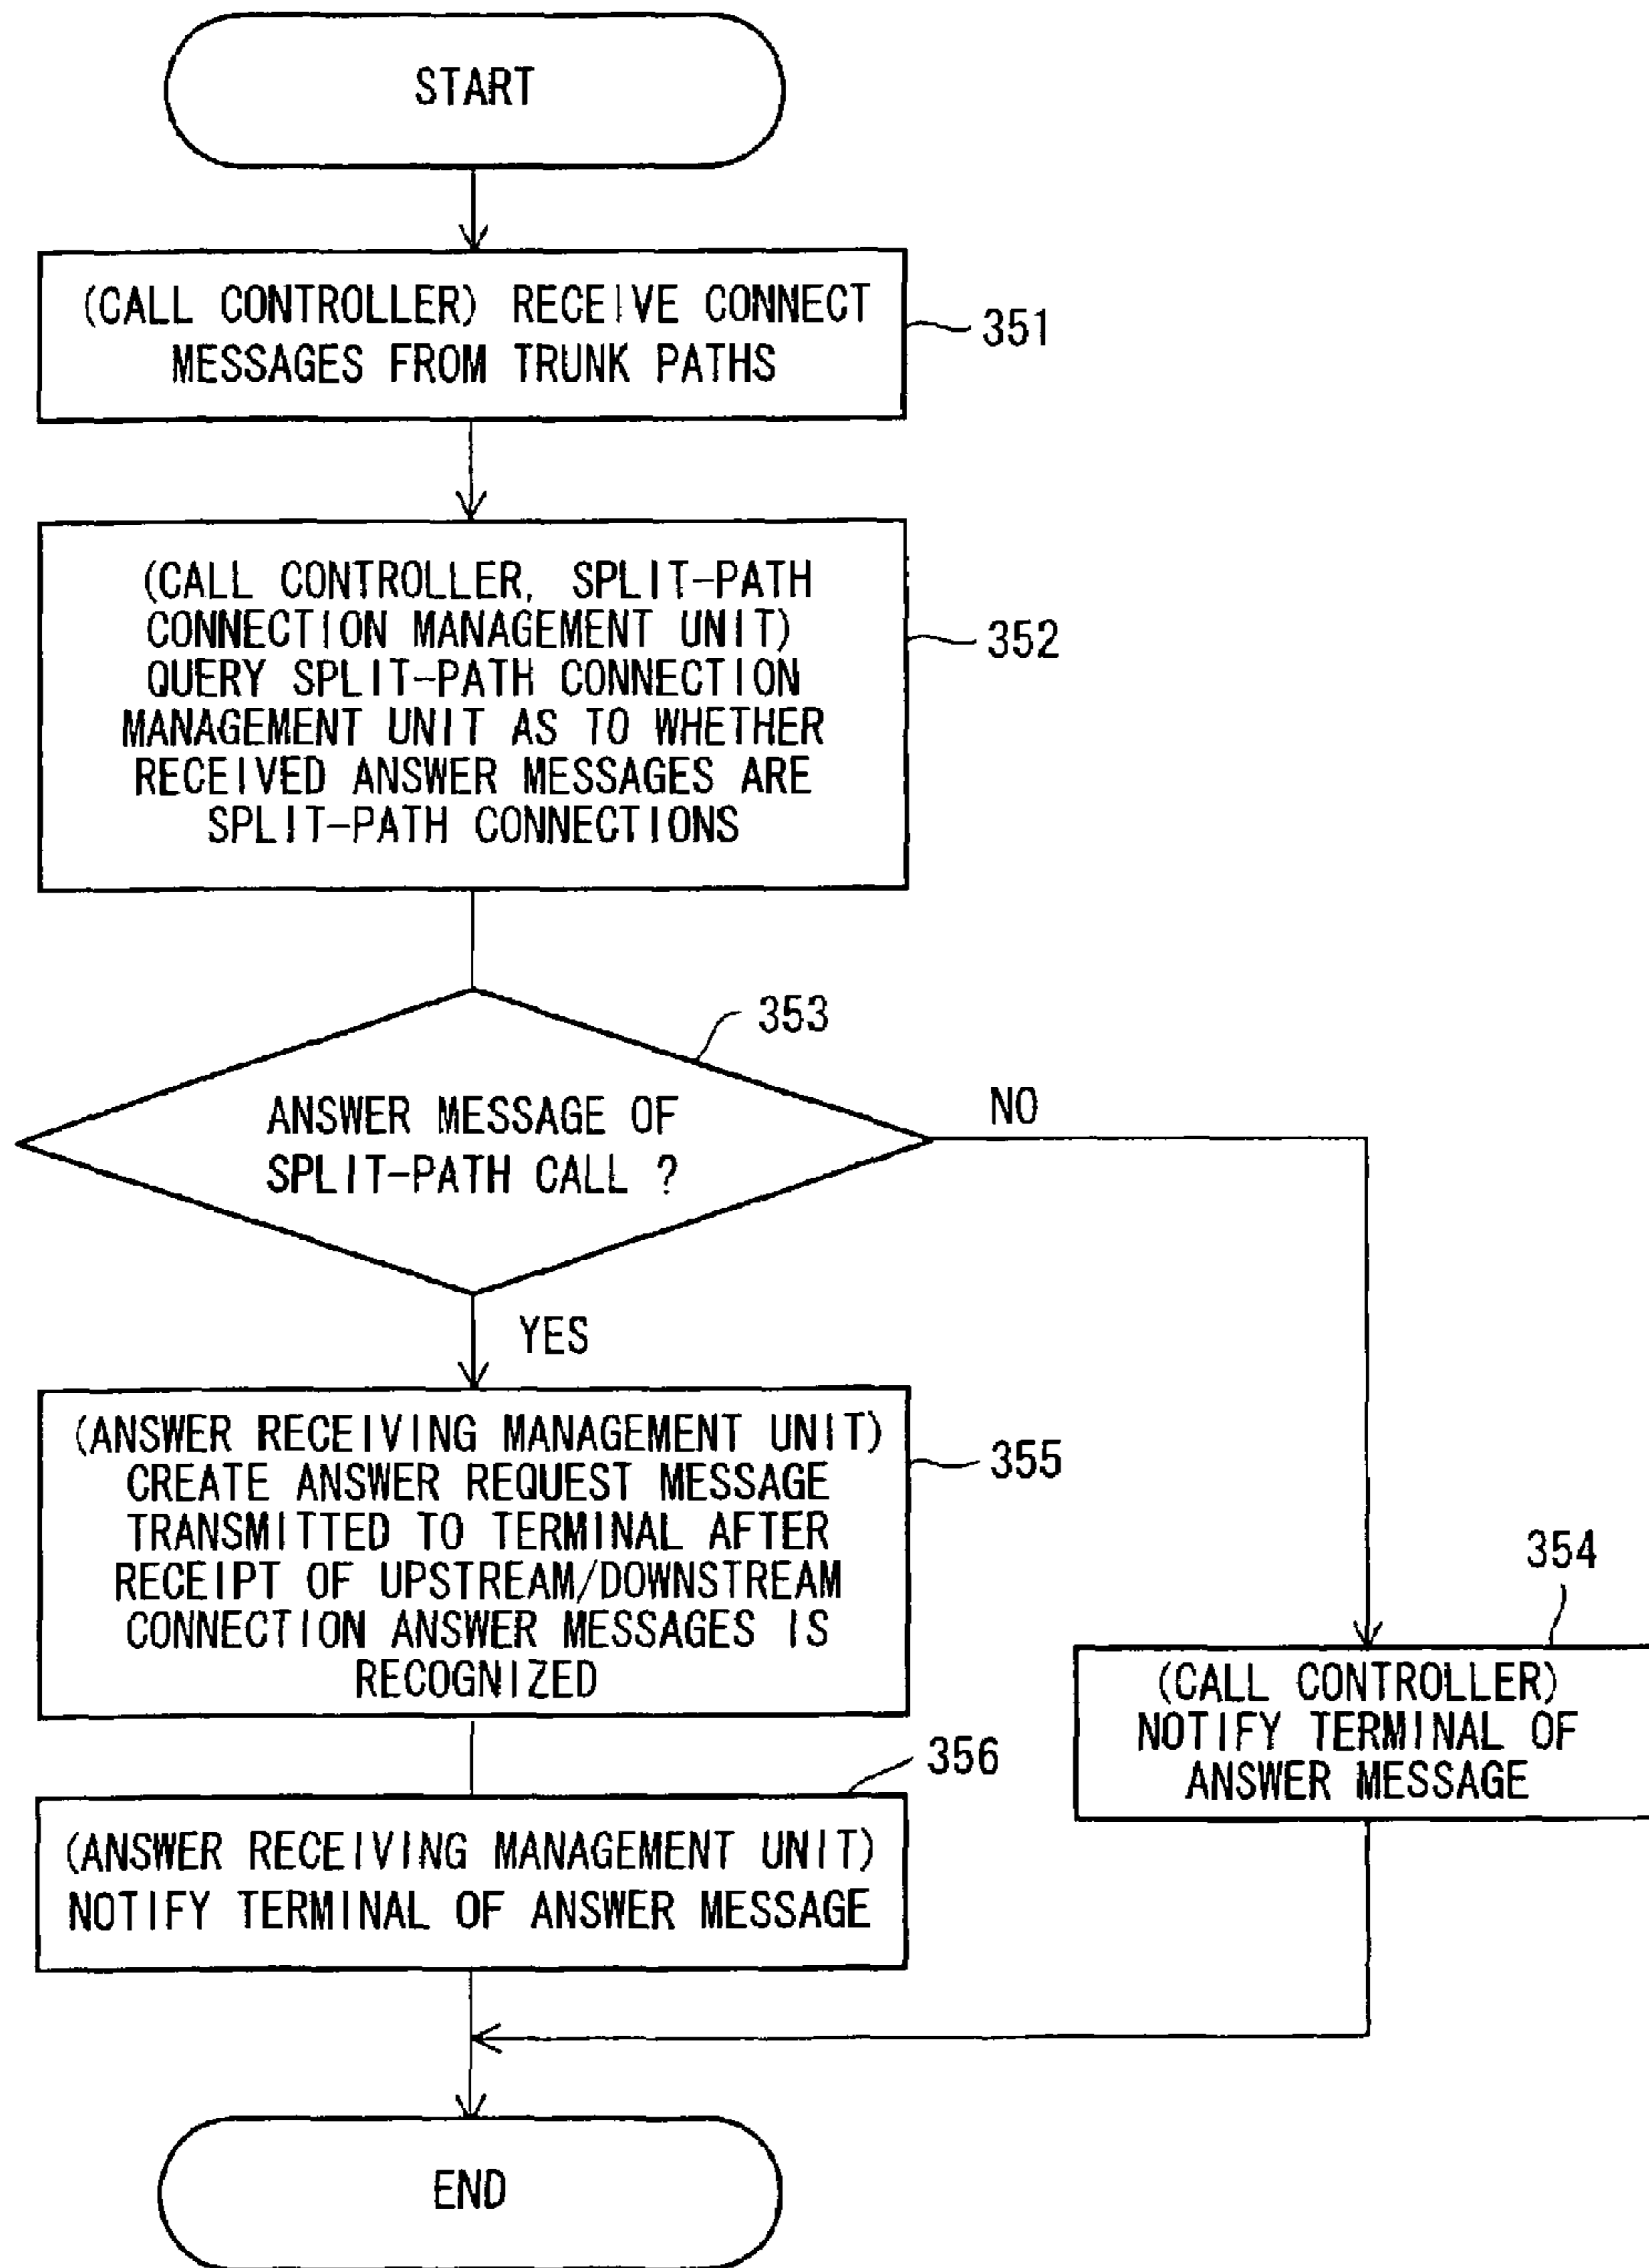 START
(CALL CONTROLLER) RECEIVE CONNECT
MESSAGES FROM TRUNK PATHS
351
(CALL CONTROLLER, SPLIT-PATH
CONNECTION MANAGEMENT UNIT)
QUERY SPLIT-PATH CONNECTION
MANAGEMENT UNIT AS TO WHETHER
RECEIVED ANSWER MESSAGES ARE
SPLIT-PATH CONNECTIONS
352
353
ANSWER MESSAGE OF
SPLIT-PATH CALL ?
NO
YES
(ANSWER RECEIVING MANAGEMENT UNIT)
CREATE ANSWER REQUEST MESSAGE
TRANSMITTED TO TERMINAL AFTER
RECEIPT OF UPSTREAM/DOWNSTREAM
CONNECTION ANSWER MESSAGES IS
RECOGNIZED
355
354
(CALL CONTROLLER)
NOTIFY TERMINAL OF
ANSWER MESSAGE
356
(ANSWER RECEIVING MANAGEMENT UNIT)
NOTIFY TERMINAL OF ANSWER MESSAGE
END